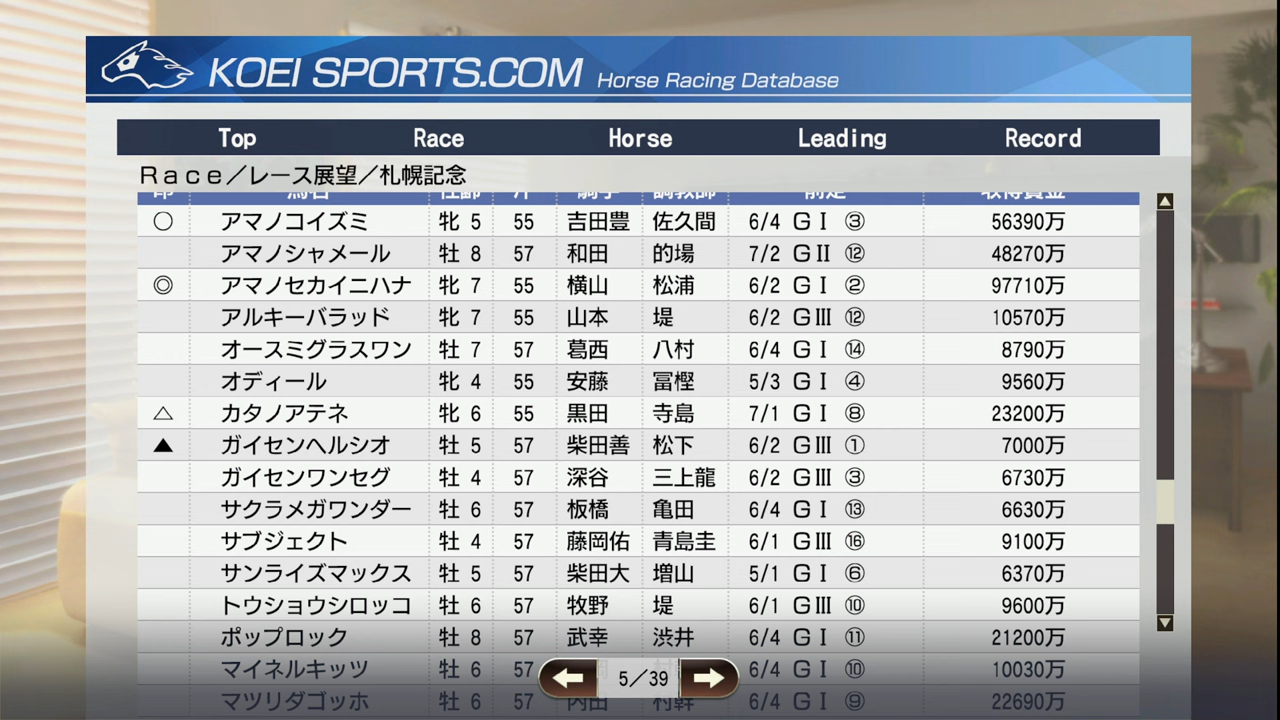 KOEI SPORTS.COM Horse Racing Database
Top Race Horse Leading Record
Ｒａｃｅ／レース展望／札幌記念
印 馬名 性齢 斤 騎手 調教師 前走 取得賞金
○ アマノコイズミ 牝 5 55 吉田豊 佐久間 6/4 GⅠ ③ 56390万
アマノシャメール 牡 8 57 和田 的場 7/2 GⅡ ⑫ 48270万
◎ アマノセカイニハナ 牝 7 55 横山 松浦 6/2 GⅠ ② 97710万
アルキーバラッド 牝 7 55 山本 堤 6/2 GⅢ ⑫ 10570万
オースミグラスワン 牡 7 57 葛西 八村 6/4 GⅠ ⑭ 8790万
オディール 牝 4 55 安藤 冨樫 5/3 GⅠ ④ 9560万
△ カタノアテネ 牝 6 55 黒田 寺島 7/1 GⅠ ⑧ 23200万
▲ ガイセンヘルシオ 牡 5 57 柴田善 松下 6/2 GⅢ ① 7000万
ガイセンワンセグ 牡 4 57 深谷 三上龍 6/2 GⅢ ③ 6730万
サクラメガワンダー 牡 6 57 板橋 亀田 6/4 GⅠ ⑬ 6630万
サブジェクト 牡 4 57 藤岡佑 青島圭 6/1 GⅢ ⑯ 9100万
サンライズマックス 牡 5 57 柴田大 増山 5/1 GⅠ ⑥ 6370万
トウショウシロッコ 牡 6 57 牧野 堤 6/1 GⅢ ⑩ 9600万
ポップロック 牡 8 57 武幸 渋井 6/4 GⅠ ⑪ 21200万
マイネルキッツ 牡 6 57 6/4 GⅠ ⑩ 10030万
マツリダゴッホ 牡 6 57 内田 村幹 6/4 GⅠ ⑨ 22690万
5／39